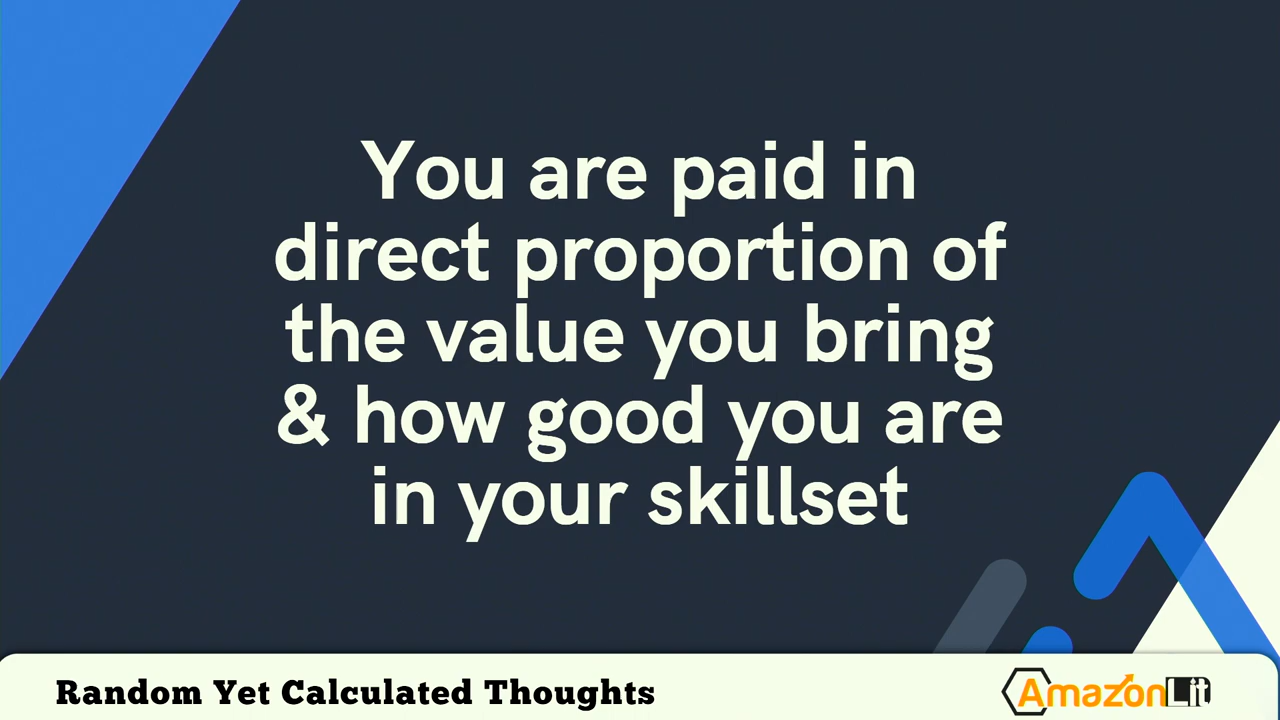 You are paid in
direct proportion of
the value you bring
& how good you are
in your skillset
Random Yet Calculated Thoughts
AmazonLit